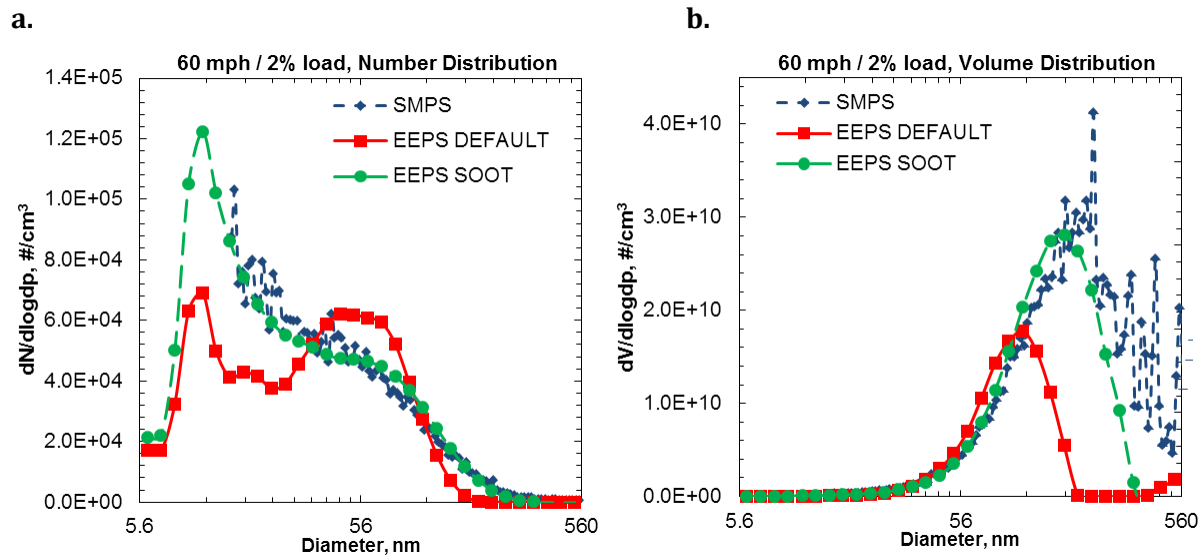 a.
60 mph / 2% load, Number Distribution
1.4E+05
1.2E+05
1.0E+05
8.0E+04
6.0E+04
4.0E+04
2.0E+04
0.0E+00
dN/dlogdp, #/cm3
SMPS
EEPS DEFAULT
EEPS SOOT
5.6
56
560
Diameter, nm
b.
60 mph / 2% load, Volume Distribution
4.0E+10
3.0E+10
2.0E+10
1.0E+10
0.0E+00
dV/dlogdp, #/cm3
SMPS
EEPS DEFAULT
EEPS SOOT
5.6
56
560
Diameter, nm